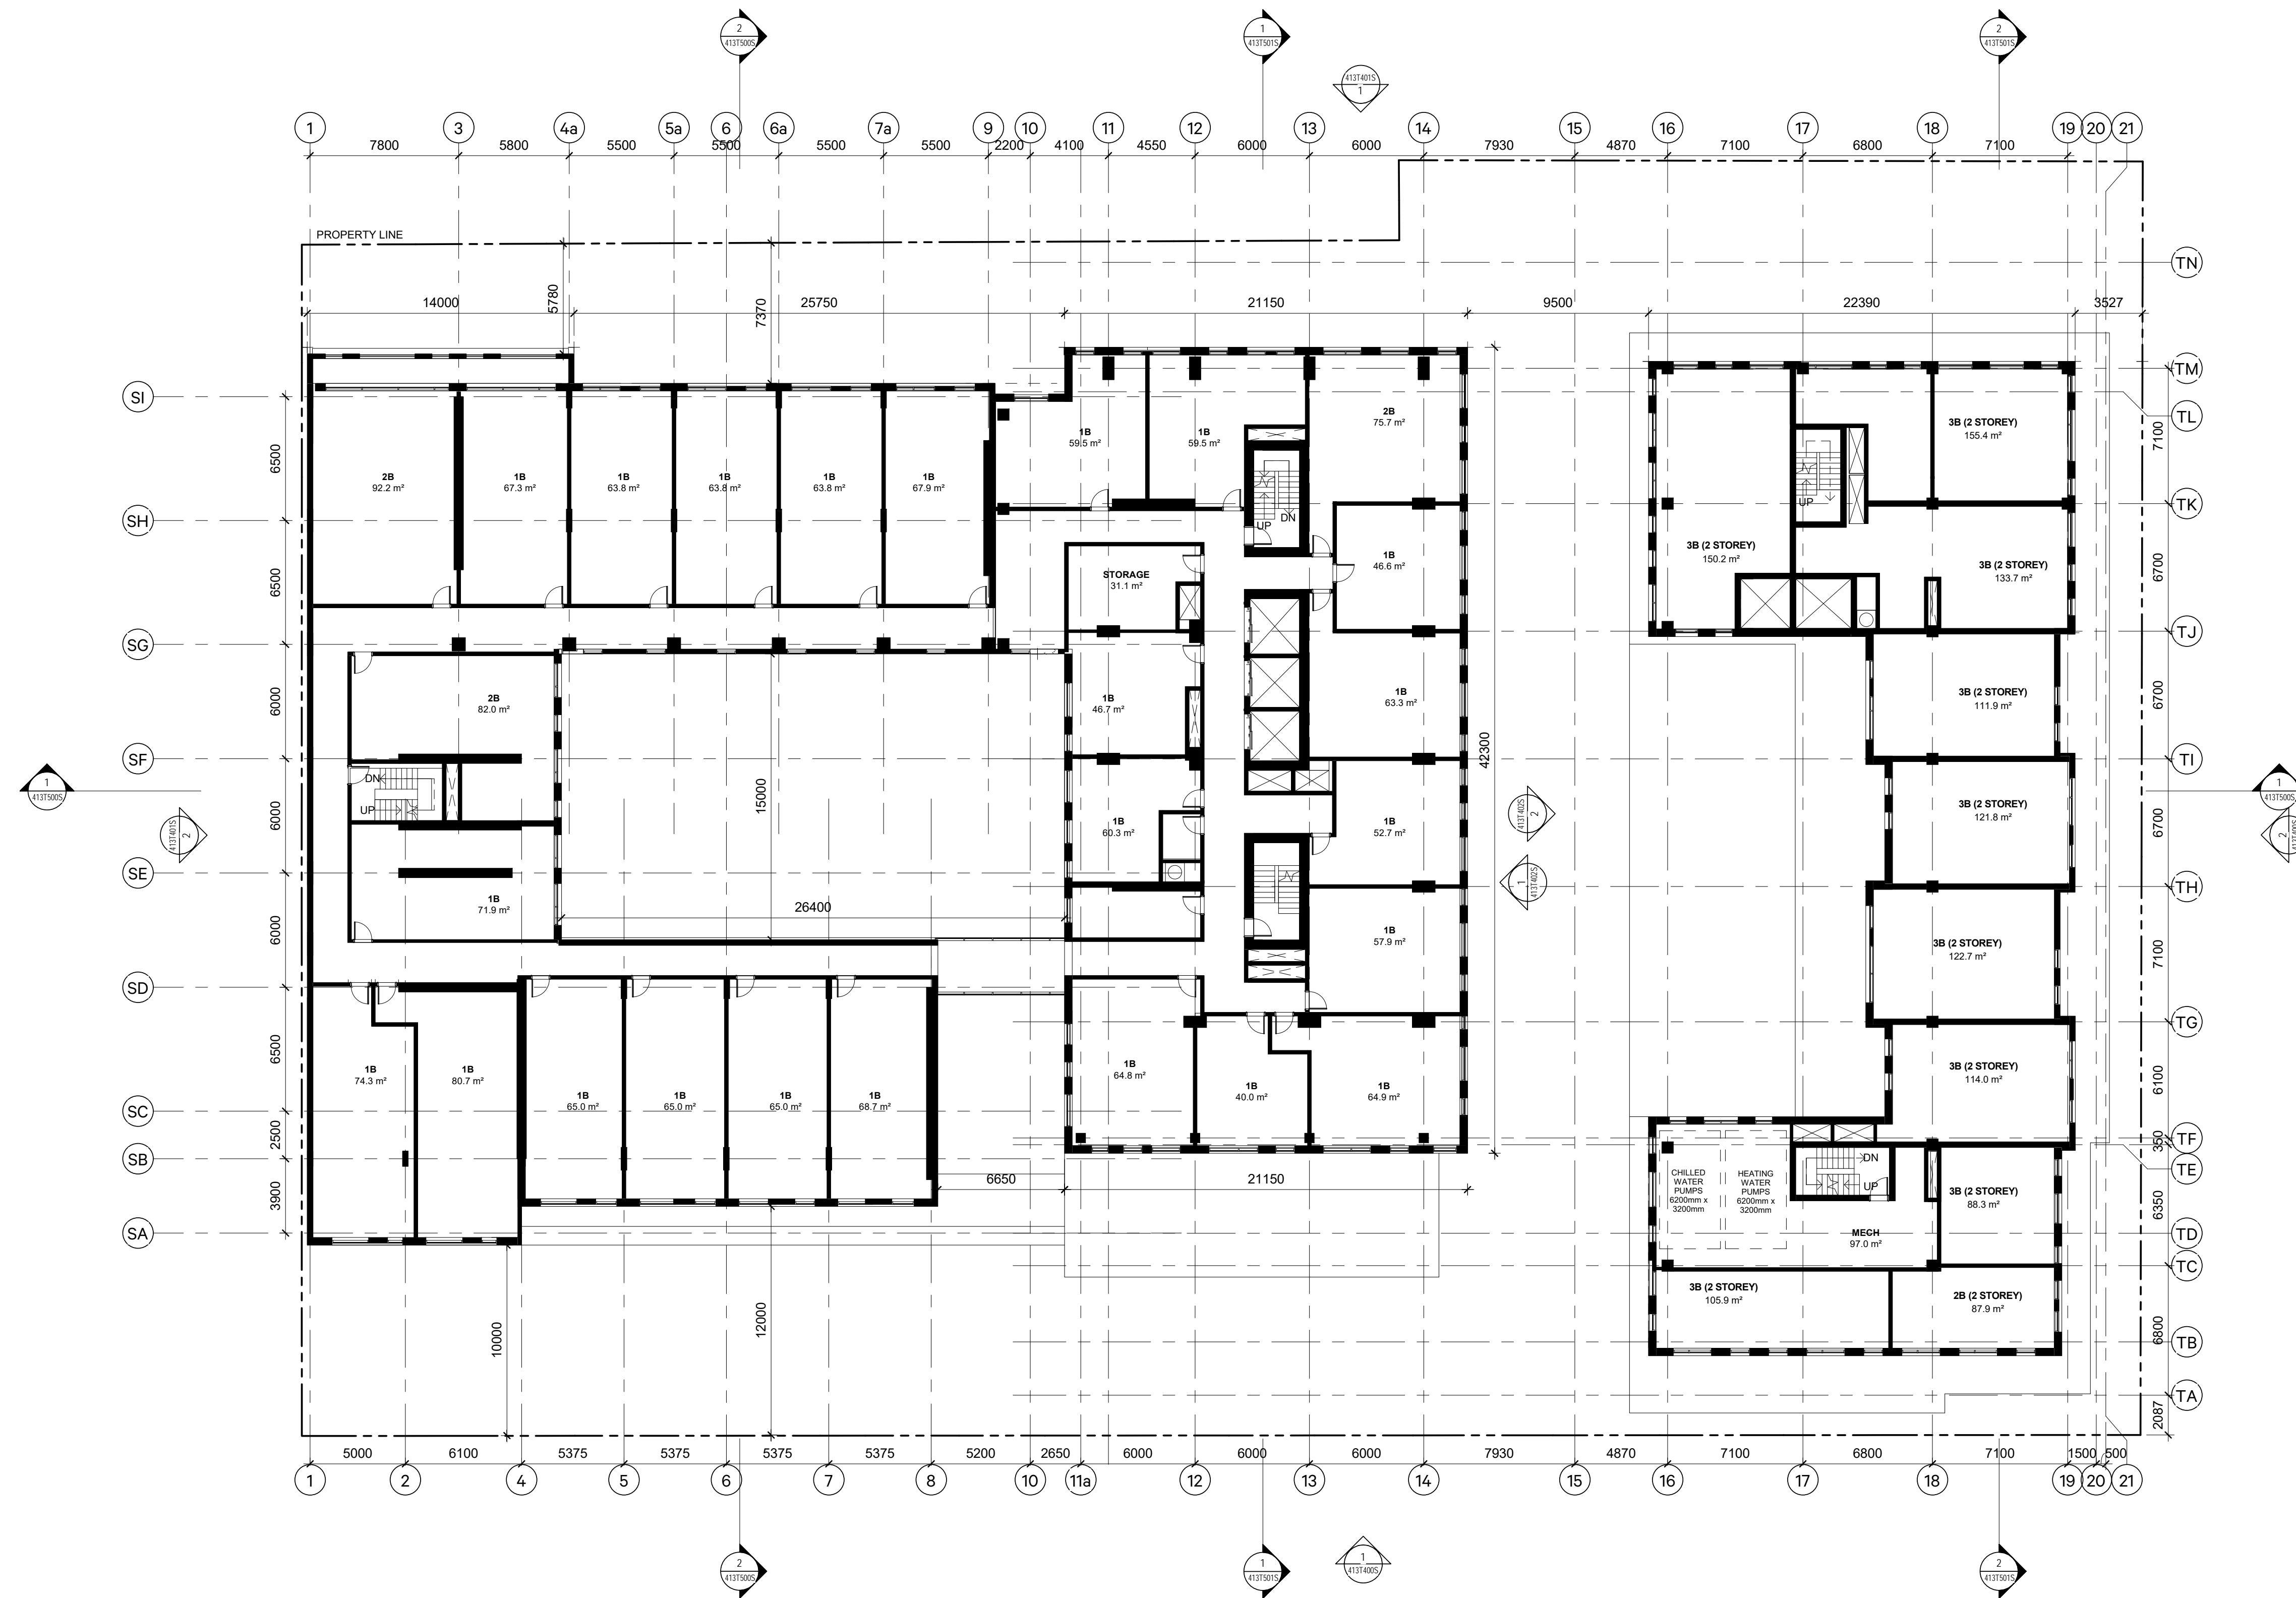 2
413T500S
1
413T501S
2
413T501S
413T401S
1
1 3 4a 5a 6 6a 7a 9 10 11 12 13 14 15 16 17 18 19 20 21
7800 5800 5500 5500 5500 5500 2200 4100 4550 6000 6000 7930 4870 7100 6800 7100
PROPERTY LINE
TN
14000 25750 21150 9500 22390 3527
5780
7370
TM
SI
TL
2B
75.7 m²
3B (2 STOREY)
155.4 m²
7100
1B
59.5 m²
1B
59.5 m²
6500
2B
92.2 m²
1B
67.3 m²
1B
63.8 m²
1B
63.8 m²
1B
63.8 m²
1B
67.9 m²
TK
UP
SH
UP
DN
3B (2 STOREY)
150.2 m²
1B
46.6 m²
3B (2 STOREY)
133.7 m²
6700
STORAGE
31.1 m²
6500
TJ
SG
2B
82.0 m²
1B
46.7 m²
1B
63.3 m²
3B (2 STOREY)
111.9 m²
6000
6700
42300
SF
TI
DN
UP
1
413T500S
1
413T500S
15000
3B (2 STOREY)
121.8 m²
6000
6700
413T401S
2
1B
60.3 m²
413T402S
2
1B
52.7 m²
2
413T400S
SE
1
413T402S
TH
1B
71.9 m²
26400
1B
57.9 m²
3B (2 STOREY)
122.7 m²
6000
7100
SD
TG
6500
1B
74.3 m²
1B
80.7 m²
1B
64.8 m²
1B
40.0 m²
1B
64.9 m²
3B (2 STOREY)
114.0 m²
6100
1B
65.0 m²
1B
65.0 m²
1B
65.0 m²
1B
68.7 m²
SC
2500
TF
350
SB
DN
TE
CHILLED
WATER
PUMPS
6200mm x
3200mm
HEATING
WATER
PUMPS
6200mm x
3200mm
6650 21150
UP
3B (2 STOREY)
88.3 m²
3900
6350
SA
MECH
97.0 m²
TD
TC
3B (2 STOREY)
105.9 m²
2B (2 STOREY)
87.9 m²
10000
12000
6800
TB
TA
2087
5000 6100 5375 5375 5375 5375 5200 2650 6000 6000 6000 7930 4870 7100 6800 7100 1500 500
1 2 4 5 6 7 8 10 11a 12 13 14 15 16 17 18 19 20 21
2
413T500S
1
413T501S
1
413T400S
2
413T501S